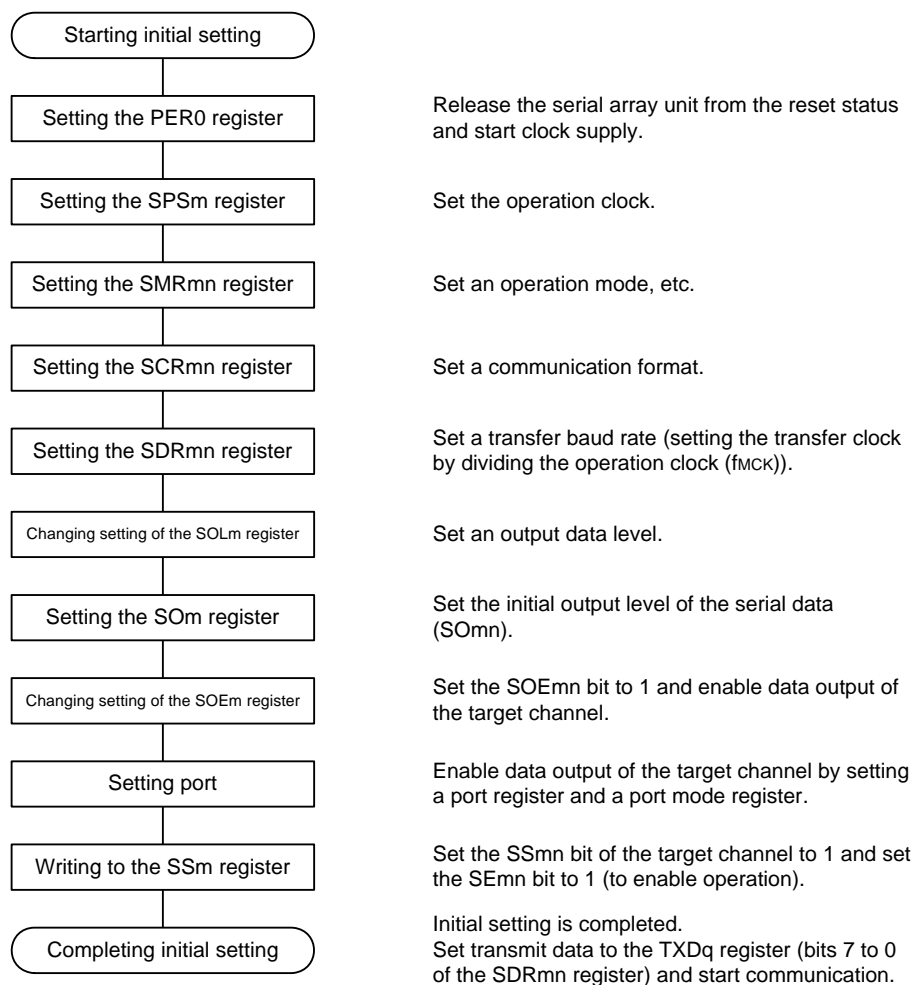 Starting initial setting
Setting the PER0 register
Release the serial array unit from the reset status
and start clock supply.
Setting the SPSm register
Set the operation clock.
Setting the SMRmn register
Set an operation mode, etc.
Setting the SCRmn register
Set a communication format.
Setting the SDRmn register
Set a transfer baud rate (setting the transfer clock
by dividing the operation clock (fMCK)).
Changing setting of the SOLm register
Set an output data level.
Setting the SOm register
Set the initial output level of the serial data
(SOmn).
Changing setting of the SOEm register
Set the SOEmn bit to 1 and enable data output of
the target channel.
Setting port
Enable data output of the target channel by setting
a port register and a port mode register.
Writing to the SSm register
Set the SSmn bit of the target channel to 1 and set
the SEmn bit to 1 (to enable operation).
Completing initial setting
Initial setting is completed.
Set transmit data to the TXDq register (bits 7 to 0
of the SDRmn register) and start communication.